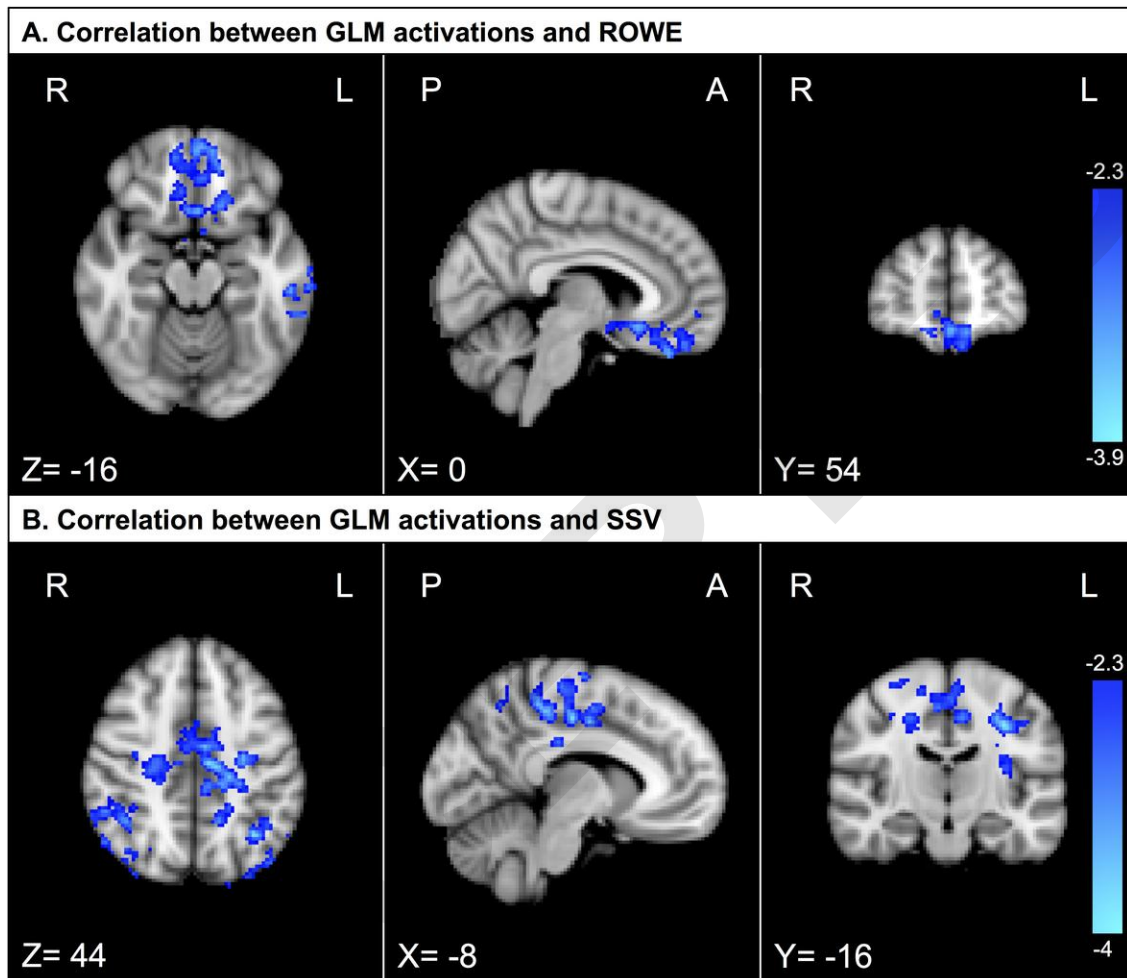 A. Correlation between GLM activations and ROWE
R L P A R L
-2.3
-3.9
Z= -16 X= 0 Y= 54
B. Correlation between GLM activations and SSV
R L P A R L
-2.3
Z= 44 X= -8 Y= -16
-4